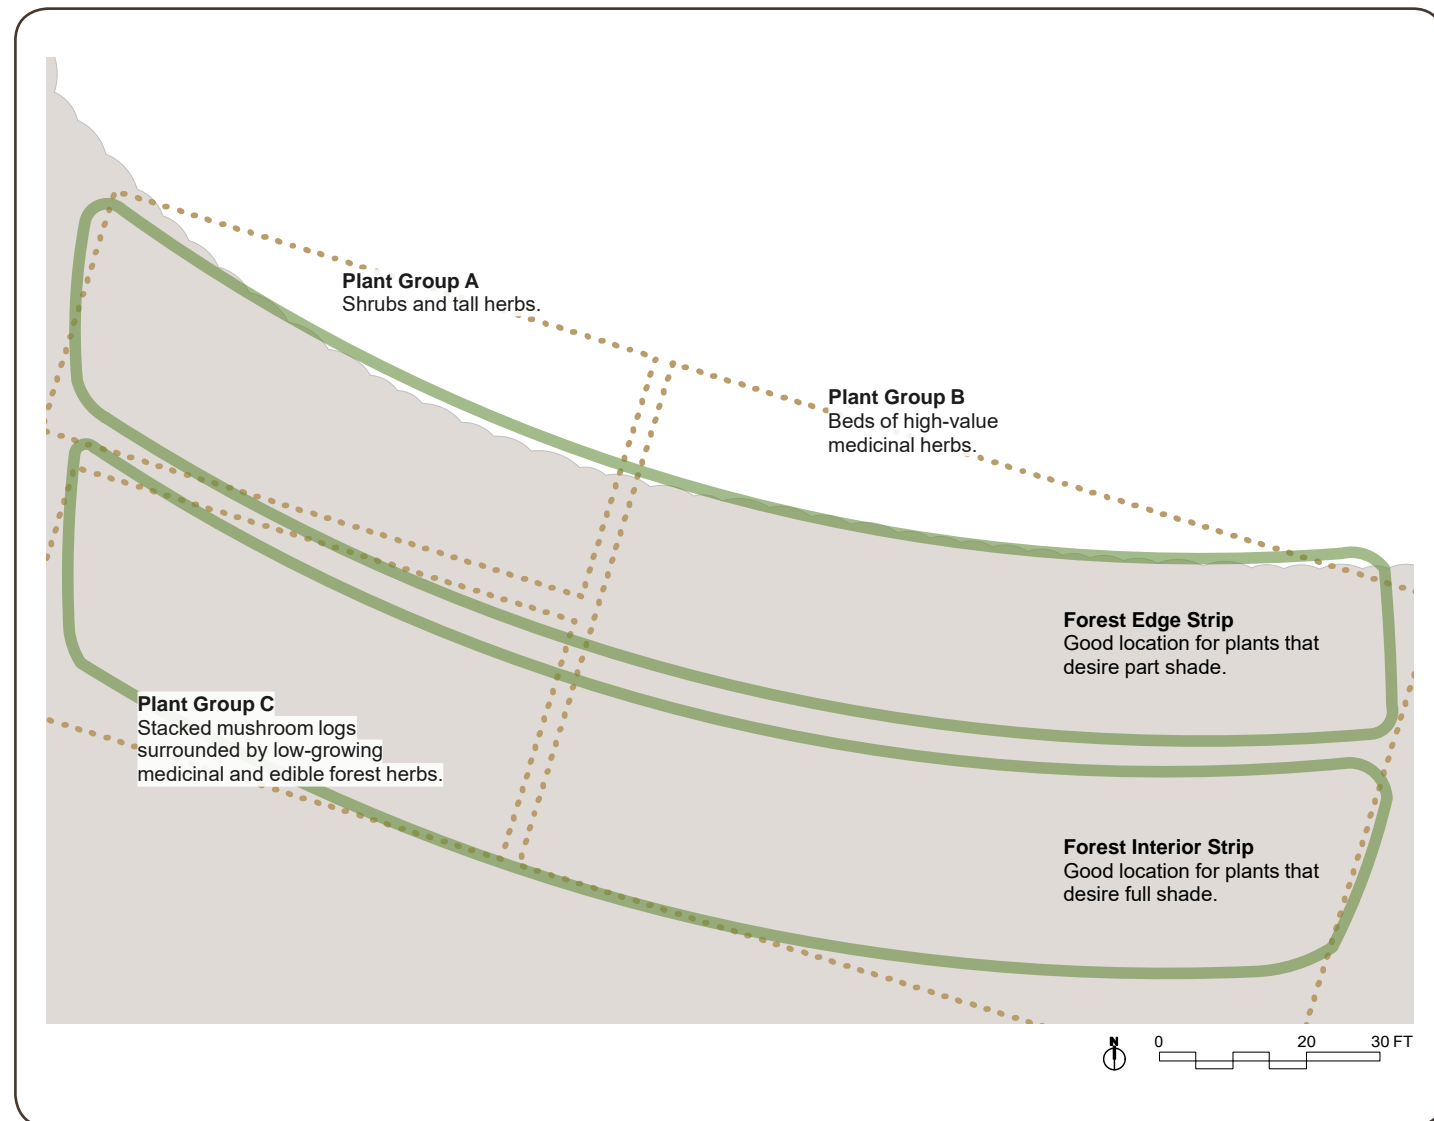 Plant Group A
Shrubs and tall herbs.
Plant Group B
Beds of high-value
medicinal herbs.
Forest Edge Strip
Good location for plants that
desire part shade.
Plant Group C
Stacked mushroom logs
surrounded by low-growing
medicinal and edible forest herbs.
Forest Interior Strip
Good location for plants that
desire full shade.
N
0 20 30 FT